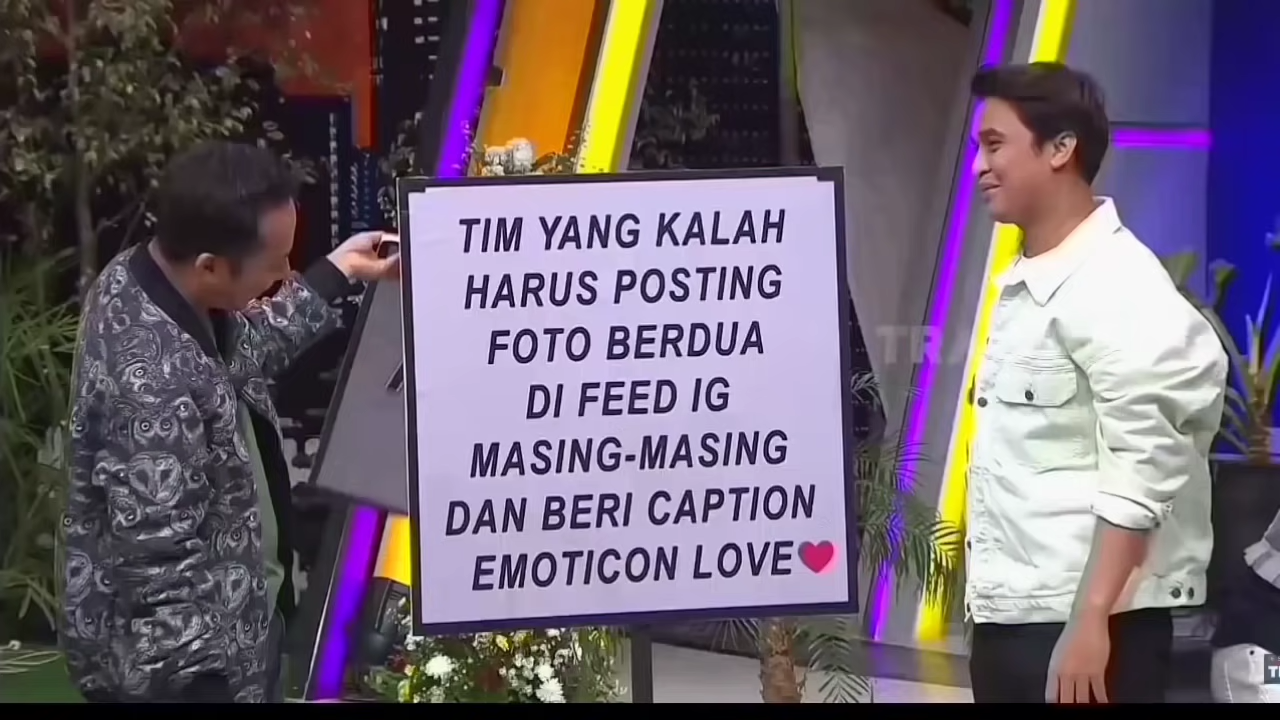 TIM YANG KALAH
HARUS POSTING
FOTO BERDUA
DI FEED IG
MASING-MASING
DAN BERI CAPTION
EMOTICON LOVE❤️